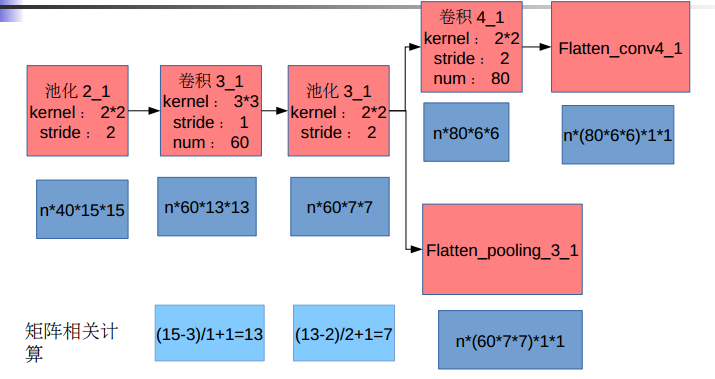 池化 2_1
kernel： 2*2
stride： 2
卷积 3_1
kernel： 3*3
stride： 1
num： 60
池化 3_1
kernel： 2*2
stride： 2
卷积 4_1
kernel： 2*2
stride： 2
num： 80
Flatten_conv4_1
n*40*15*15
n*60*13*13
n*60*7*7
n*80*6*6
n*(80*6*6)*1*1
Flatten_pooling_3_1
n*(60*7*7)*1*1
矩阵相关计
算
(15-3)/1+1=13
(13-2)/2+1=7